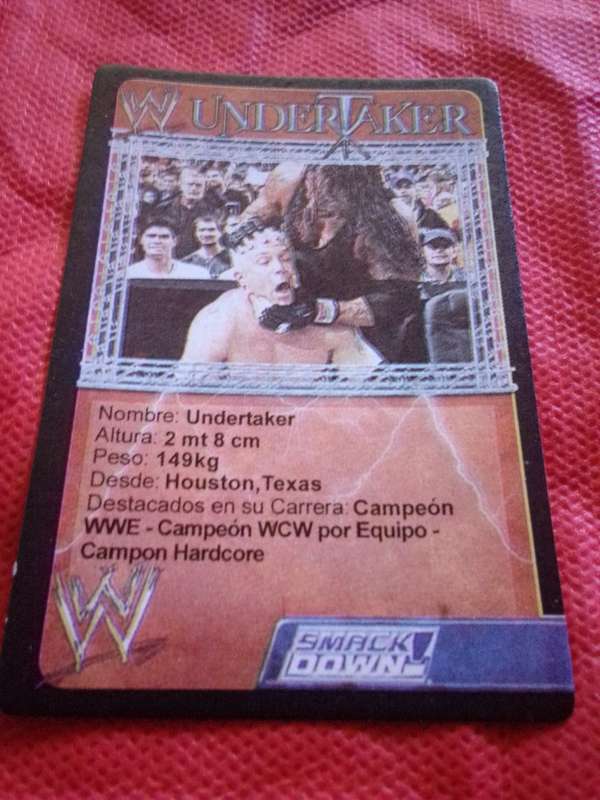 W UNDERTAKER
Nombre: Undertaker
Altura: 2 mt 8 cm
Peso: 149kg
Desde: Houston,Texas
Destacados en su Carrera: Campeón
WWE - Campeón WCW por Equipo -
Campon Hardcore
W
SMACK
DOWN!